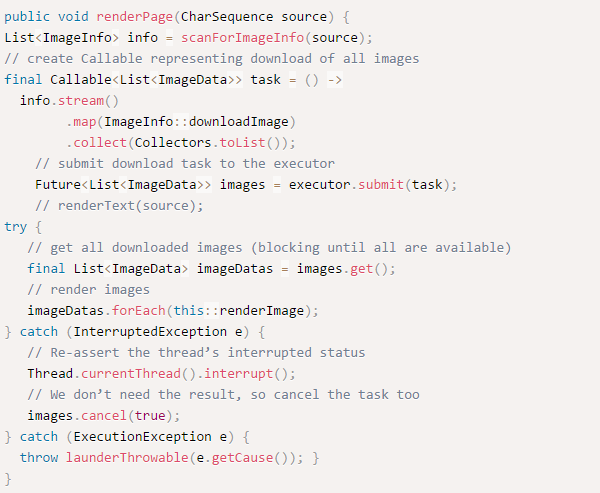 public void renderPage(CharSequence source) {
List<ImageInfo> info = scanForImageInfo(source);
// create Callable representing download of all images
final Callable<List<ImageData>> task = () ->
  info.stream()
        .map(ImageInfo::downloadImage)
        .collect(Collectors.toList());
    // submit download task to the executor
    Future<List<ImageData>> images = executor.submit(task);
    // renderText(source);
try {
   // get all downloaded images (blocking until all are available)
   final List<ImageData> imageDatas = images.get();
   // render images
   imageDatas.forEach(this::renderImage);
} catch (InterruptedException e) {
   // Re-assert the thread’s interrupted status
   Thread.currentThread().interrupt();
   // We don’t need the result, so cancel the task too
   images.cancel(true);
} catch (ExecutionException e) {
  throw launderThrowable(e.getCause()); }
}